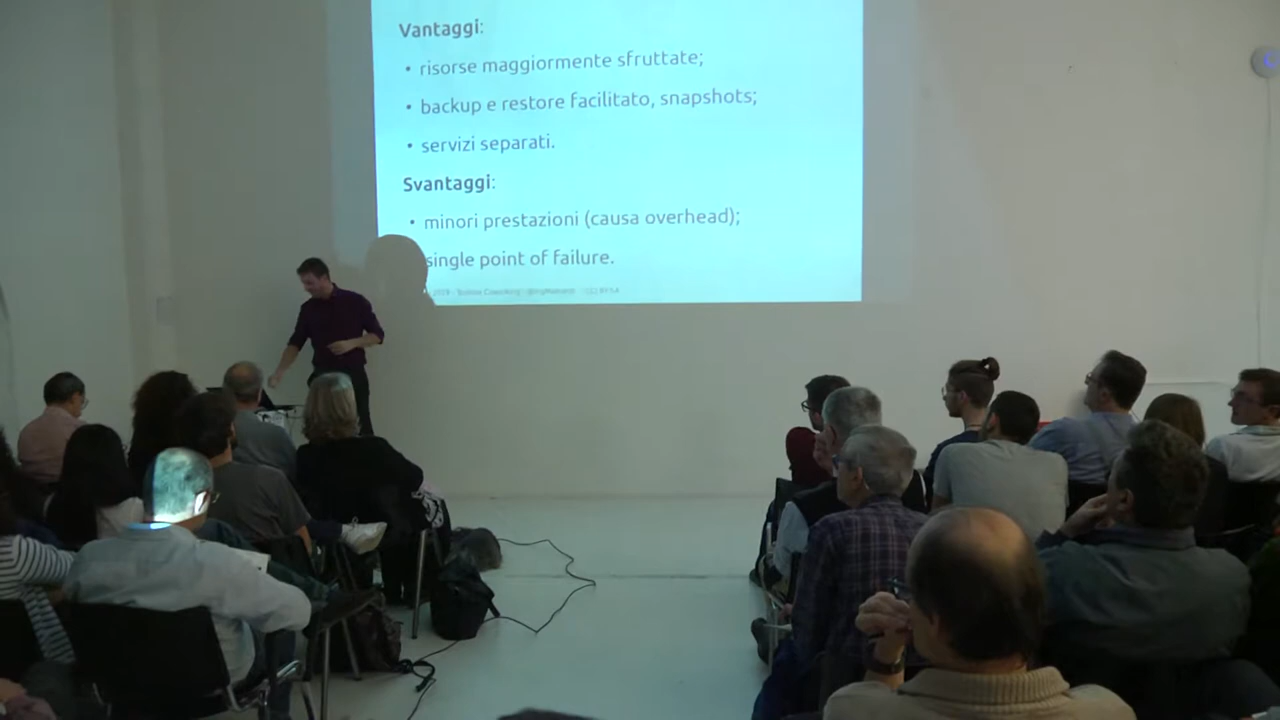 Vantaggi:
• risorse maggiormente sfruttate;
• backup e restore facilitato, snapshots;
• servizi separati.
Svantaggi:
• minori prestazioni (causa overhead);
single point of failure.